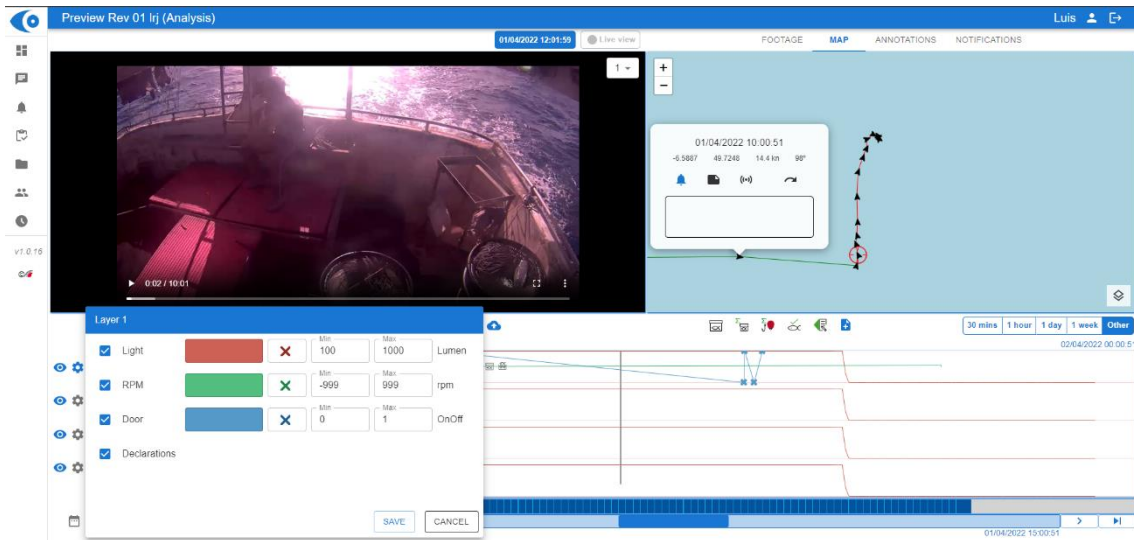 Preview Rev 01 Irj (Analysis)
Luis
01/04/2022 12:01:59
Live view
FOOTAGE
MAP
ANNOTATIONS
NOTIFICATIONS
1
+
−
01/04/2022 10:00:51
-6.5887 49.7248 14.4 kn 98°
v1.0.16
0:02 / 10:01
Layer 1
30 mins
1 hour
1 day
1 week
Other
02/04/2022 00:00:51
Light
Min
100
Max
1000
Lumen
RPM
Min
-999
Max
999
rpm
Door
Min
0
Max
1
OnOff
Declarations
SAVE
CANCEL
01/04/2022 15:00:51